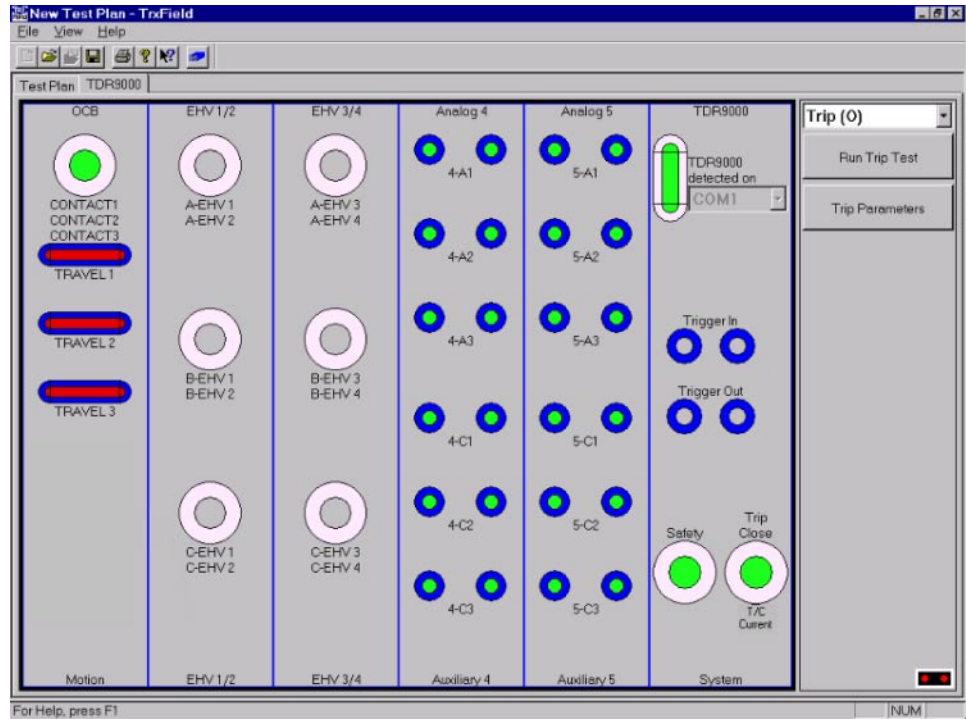 New Test Plan - TrxField
File View Help
Test Plan TDR9000
OCB EHV 1/2 EHV 3/4 Analog 4 Analog 5 TDR9000
CONTACT1
CONTACT2
CONTACT3
TRAVEL 1
TRAVEL 2
TRAVEL 3
Motion
A-EHV 1
A-EHV 2
B-EHV 1
B-EHV 2
C-EHV 1
C-EHV 2
EHV 1/2
A-EHV 3
A-EHV 4
B-EHV 3
B-EHV 4
C-EHV 3
C-EHV 4
EHV 3/4
4-A1
4-A2
4-A3
4-C1
4-C2
4-C3
Auxiliary 4
5-A1
5-A2
5-A3
5-C1
5-C2
5-C3
Auxiliary 5
TDR9000
detected on
COM1
Trigger In
Trigger Out
Safety
Trip
Close
T/C
Current
System
Trip (O)
Run Trip Test
Trip Parameters
For Help, press F1
NUM